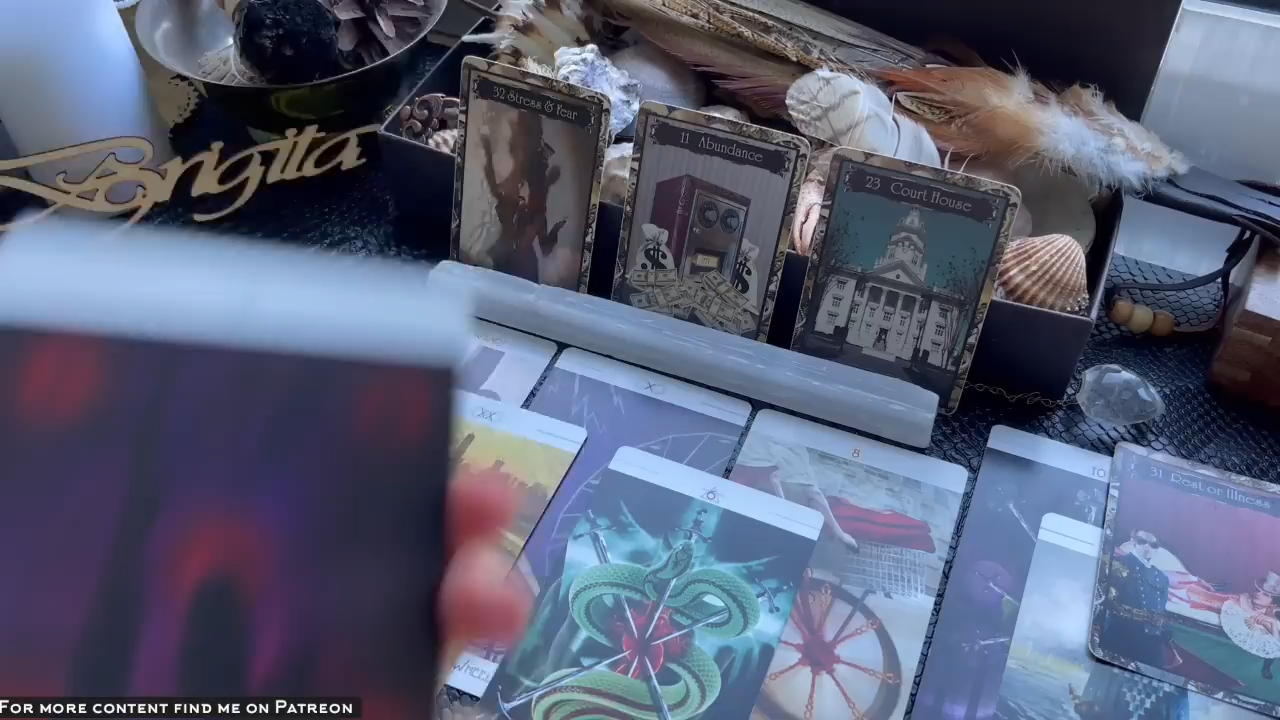 32 Stress & Fear
11 Abundance
23 Court House
Brigita
X
XX
8
10
31 Rest or Illness
FOR MORE CONTENT FIND ME ON PATREON